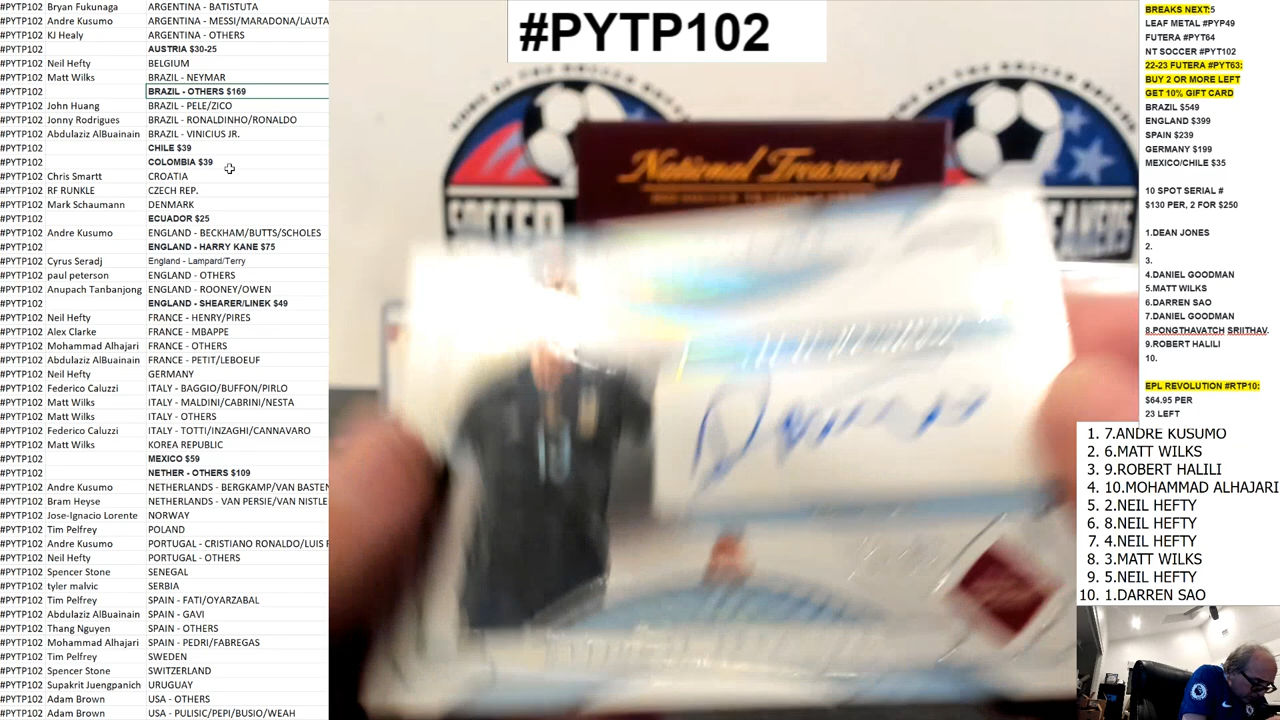 #PYTP102 Bryan Fukunaga ARGENTINA - BATISTUTA
#PYTP102 Andre Kusumo ARGENTINA - MESSI/MARADONA/LAUTA
#PYTP102 KJ Healy ARGENTINA - OTHERS
#PYTP102 AUSTRIA $30-25
#PYTP102 Neil Hefty BELGIUM
#PYTP102 Matt Wilks BRAZIL - NEYMAR
#PYTP102 BRAZIL - OTHERS $169
#PYTP102 John Huang BRAZIL - PELE/ZICO
#PYTP102 Jonny Rodrigues BRAZIL - RONALDINHO/RONALDO
#PYTP102 Abdulaziz AlBuainain BRAZIL - VINICIUS JR.
#PYTP102 CHILE $39
#PYTP102 COLOMBIA $39
#PYTP102 Chris Smartt CROATIA
#PYTP102 RF RUNKLE CZECH REP.
#PYTP102 Mark Schaumann DENMARK
#PYTP102 ECUADOR $25
#PYTP102 Andre Kusumo ENGLAND - BECKHAM/BUTTS/SCHOLES
#PYTP102 ENGLAND - HARRY KANE $75
#PYTP102 Cyrus Seradj England - Lampard/Terry
#PYTP102 paul peterson ENGLAND - OTHERS
#PYTP102 Anupach Tanbanjong ENGLAND - ROONEY/OWEN
#PYTP102 ENGLAND - SHEARER/LINEK $49
#PYTP102 Neil Hefty FRANCE - HENRY/PIRES
#PYTP102 Alex Clarke FRANCE - MBAPPE
#PYTP102 Mohammad Alhajari FRANCE - OTHERS
#PYTP102 Abdulaziz AlBuainain FRANCE - PETIT/LEBOEUF
#PYTP102 Neil Hefty GERMANY
#PYTP102 Federico Caluzzi ITALY - BAGGIO/BUFFON/PIRLO
#PYTP102 Matt Wilks ITALY - MALDINI/CABRINI/NESTA
#PYTP102 Matt Wilks ITALY - OTHERS
#PYTP102 Federico Caluzzi ITALY - TOTTI/INZAGHI/CANNAVARO
#PYTP102 Matt Wilks KOREA REPUBLIC
#PYTP102 MEXICO $59
#PYTP102 NETHER - OTHERS $109
#PYTP102 Andre Kusumo NETHERLANDS - BERGKAMP/VAN BASTEN
#PYTP102 Bram Heyse NETHERLANDS - VAN PERSIE/VAN NISTLE
#PYTP102 Jose-Ignacio Lorente NORWAY
#PYTP102 Tim Pelfrey POLAND
#PYTP102 Andre Kusumo PORTUGAL - CRISTIANO RONALDO/LUIS F
#PYTP102 Neil Hefty PORTUGAL - OTHERS
#PYTP102 Spencer Stone SENEGAL
#PYTP102 tyler malvic SERBIA
#PYTP102 Tim Pelfrey SPAIN - FATI/OYARZABAL
#PYTP102 Abdulaziz AlBuainain SPAIN - GAVI
#PYTP102 Thang Nguyen SPAIN - OTHERS
#PYTP102 Mohammad Alhajari SPAIN - PEDRI/FABREGAS
#PYTP102 Tim Pelfrey SWEDEN
#PYTP102 Spencer Stone SWITZERLAND
#PYTP102 Supakrit Juengpanich URUGUAY
#PYTP102 Adam Brown USA - OTHERS
#PYTP102 Adam Brown USA - PULISIC/PEPI/BUSIO/WEAH
#PYTP102
National Treasures
SOCCER
BREAKS NEXT:5
LEAF METAL #PYP49
FUTERA #PYT64
NT SOCCER #PYT102
22-23 FUTERA #PYT63:
BUY 2 OR MORE LEFT
GET 10% GIFT CARD
BRAZIL $549
ENGLAND $399
SPAIN $239
GERMANY $199
MEXICO/CHILE $35
10 SPOT SERIAL #
$130 PER, 2 FOR $250
1.DEAN JONES
2.
3.
4.DANIEL GOODMAN
5.MATT WILKS
6.DARREN SAO
7.DANIEL GOODMAN
8.PONGTHAVATCH SRIITHAV.
9.ROBERT HALILI
10.
EPL REVOLUTION #RTP10:
$64.95 PER
23 LEFT
1. 7.ANDRE KUSUMO
2. 6.MATT WILKS
3. 9.ROBERT HALILI
4. 10.MOHAMMAD ALHAJARI
5. 2.NEIL HEFTY
6. 8.NEIL HEFTY
7. 4.NEIL HEFTY
8. 3.MATT WILKS
9. 5.NEIL HEFTY
10. 1.DARREN SAO